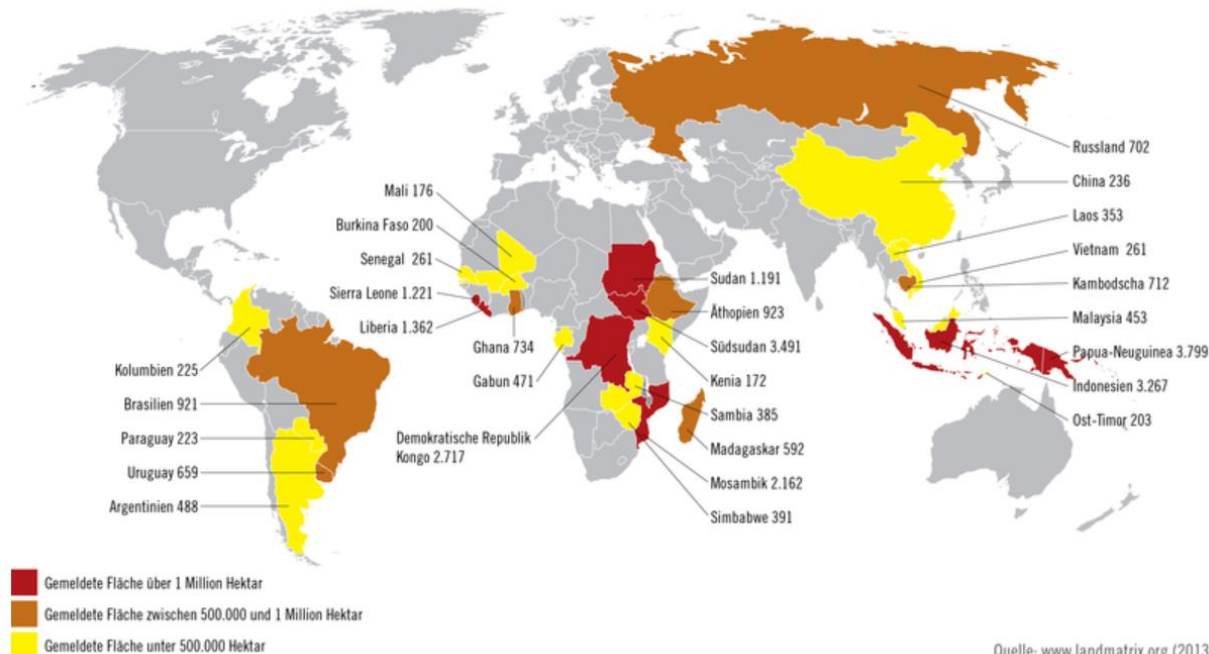 Russland 702
China 236
Laos 353
Vietnam 261
Kambodscha 712
Malaysia 453
Papua-Neuguinea 3.799
Indonesien 3.267
Ost-Timor 203
Mali 176
Burkina Faso 200
Senegal 261
Sierra Leone 1.221
Liberia 1.362
Ghana 734
Gabun 471
Demokratische Republik
Kongo 2.717
Sudan 1.191
Äthopien 923
Südsudan 3.491
Kenia 172
Sambia 385
Madagaskar 592
Mosambik 2.162
Simbabwe 391
Kolumbien 225
Brasilien 921
Paraguay 223
Uruguay 659
Argentinien 488
Gemeldete Fläche über 1 Million Hektar
Gemeldete Fläche zwischen 500.000 und 1 Million Hektar
Gemeldete Fläche unter 500.000 Hektar
Quelle: www.landmatrix.org (2013